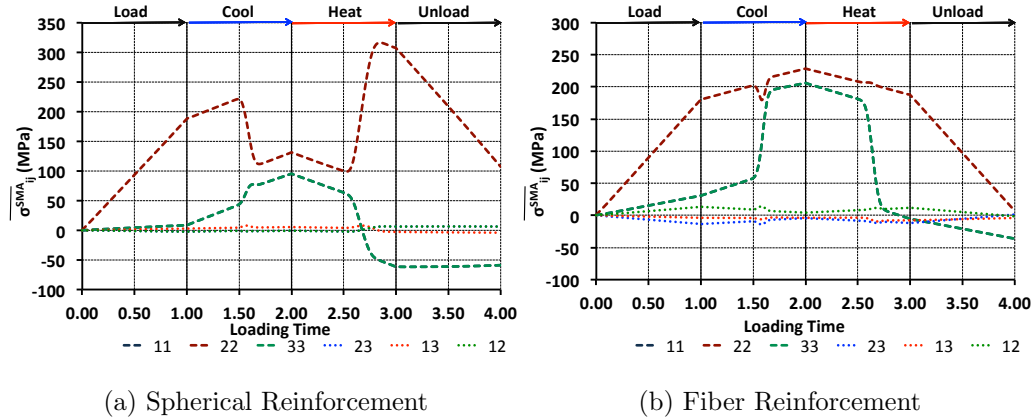 Load Cool Heat Unload
350
300
250
200
150
100
50
0
-50
-100
σ^SMA_ij (MPa)
0.00 0.50 1.00 1.50 2.00 2.50 3.00 3.50 4.00
Loading Time
11 22 33 23 13 12
(a) Spherical Reinforcement
Load Cool Heat Unload
300
250
200
150
100
50
0
-50
-100
σ^SMA_ij (MPa)
0.00 0.50 1.00 1.50 2.00 2.50 3.00 3.50 4.00
Loading Time
11 22 33 23 13 12
(b) Fiber Reinforcement